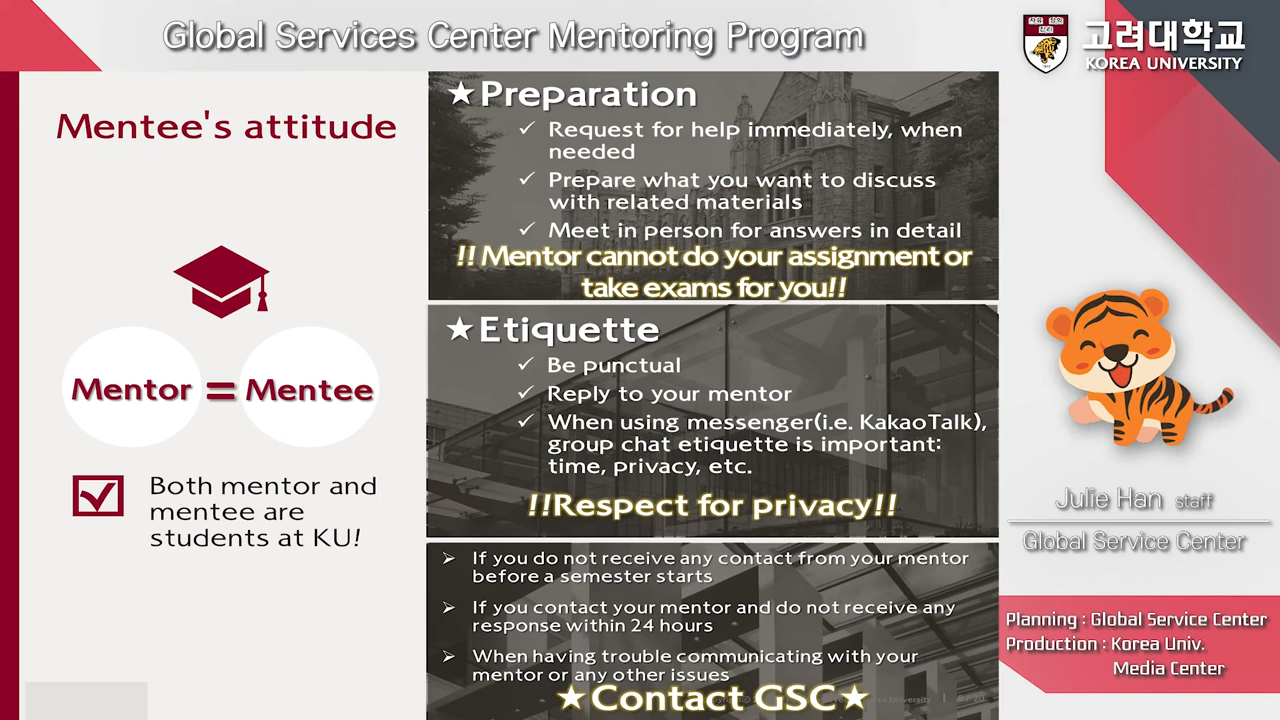 Global Services Center Mentoring Program
고려대학교
KOREA UNIVERSITY
Mentee's attitude
Mentor = Mentee
Both mentor and
mentee are
students at KU!
★Preparation
✓ Request for help immediately, when
needed
✓ Prepare what you want to discuss
with related materials
✓ Meet in person for answers in detail
!! Mentor cannot do your assignment or
take exams for you!!
★Etiquette
✓ Be punctual
✓ Reply to your mentor
✓ When using messenger(i.e. KakaoTalk),
group chat etiquette is important:
time, privacy, etc.
!!Respect for privacy!!
➢ If you do not receive any contact from your mentor
before a semester starts
➢ If you contact your mentor and do not receive any
response within 24 hours
➢ When having trouble communicating with your
mentor or any other issues
★Contact GSC★
Julie Han staff
Global Service Center
Planning : Global Service Center
Production : Korea Univ.
Media Center